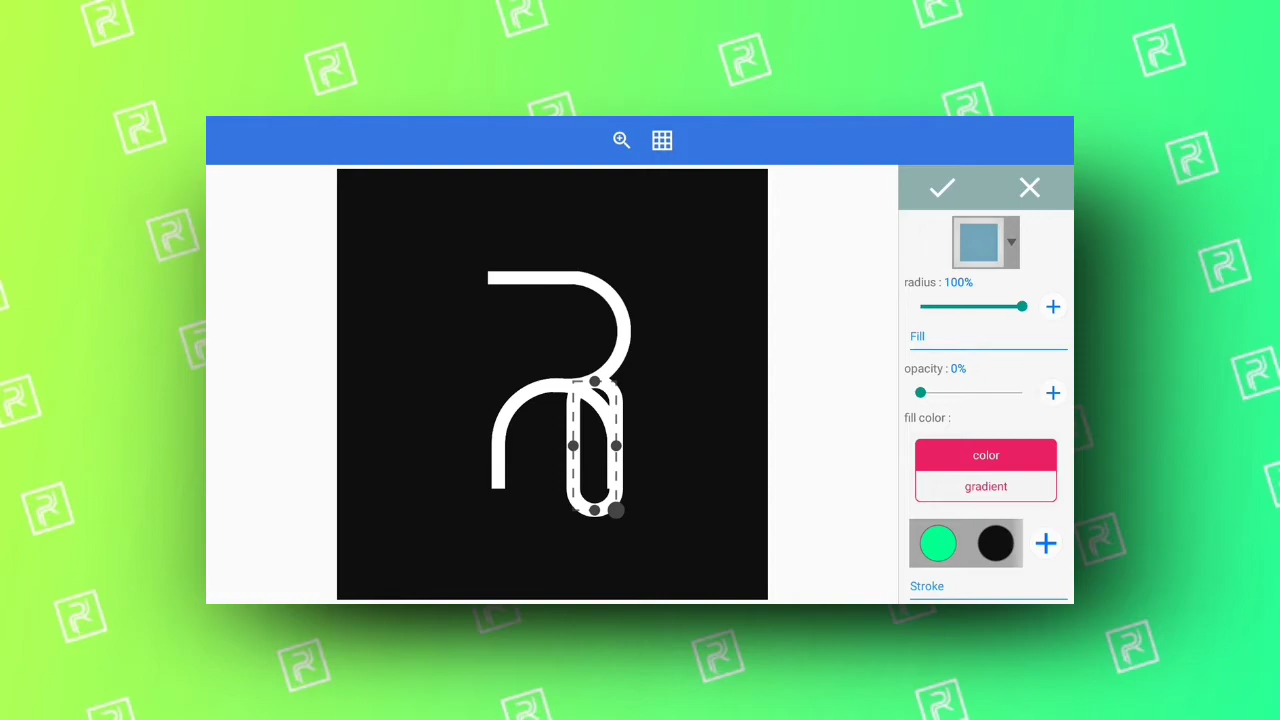 radius : 100%
Fill
opacity : 0%
fill color :
color
gradient
Stroke